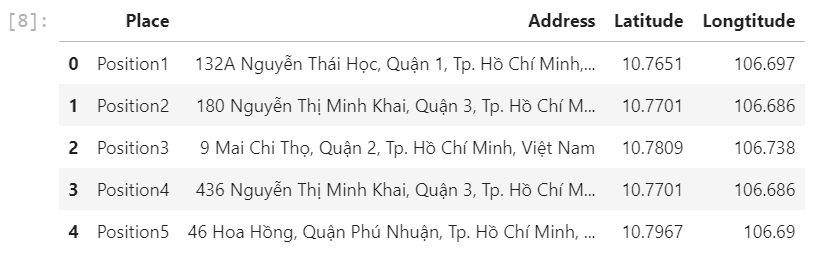 [8]: Place Address Latitude Longtitude
0 Position1 132A Nguyễn Thái Học, Quận 1, Tp. Hồ Chí Minh,... 10.7651 106.697
1 Position2 180 Nguyễn Thị Minh Khai, Quận 3, Tp. Hồ Chí M... 10.7701 106.686
2 Position3 9 Mai Chi Thọ, Quận 2, Tp. Hồ Chí Minh, Việt Nam 10.7809 106.738
3 Position4 436 Nguyễn Thị Minh Khai, Quận 3, Tp. Hồ Chí M... 10.7701 106.686
4 Position5 46 Hoa Hồng, Quận Phú Nhuận, Tp. Hồ Chí Minh, ... 10.7967 106.69